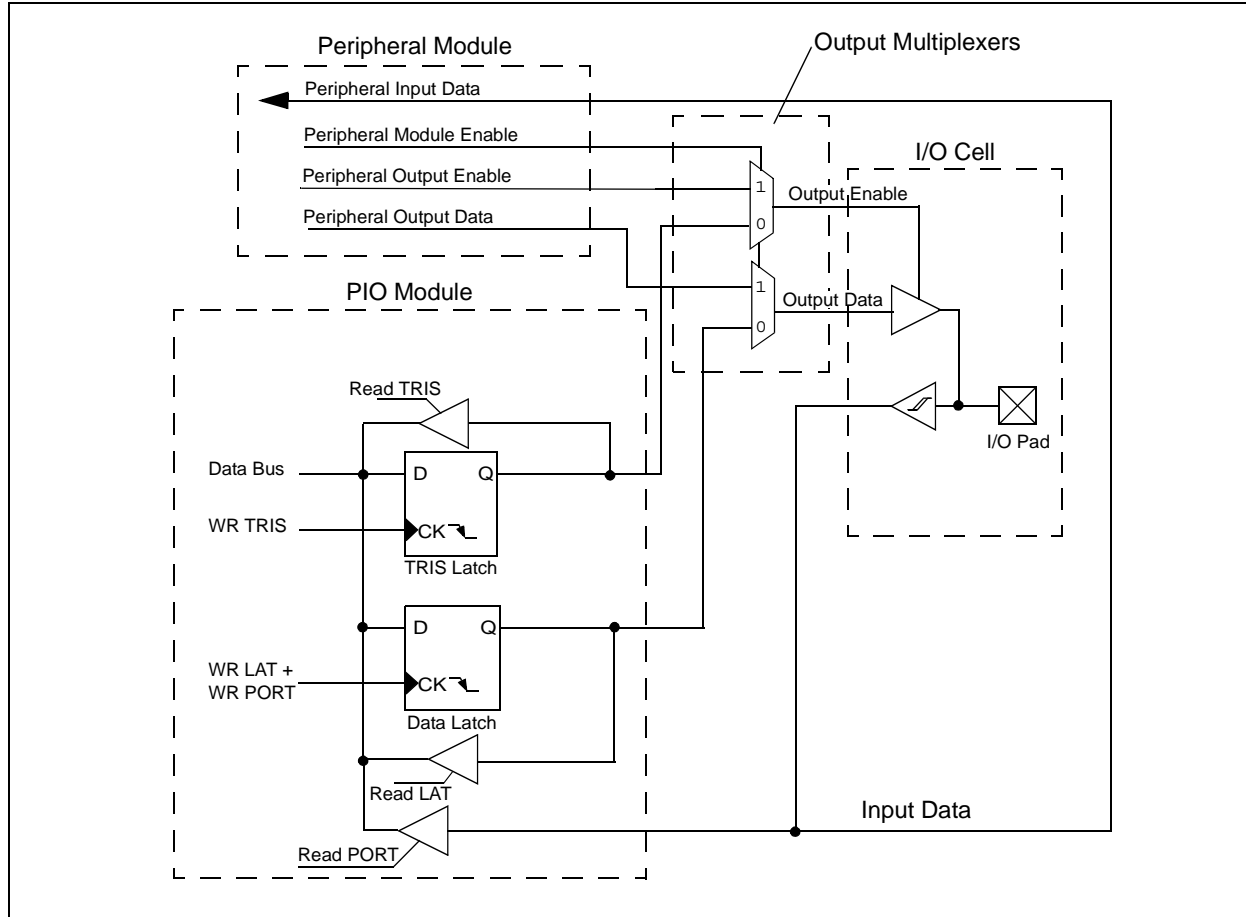 Peripheral Module
Output Multiplexers
Peripheral Input Data
Peripheral Module Enable
I/O Cell
Peripheral Output Enable
1
Output Enable
Peripheral Output Data
0
PIO Module
1
Output Data
0
Read TRIS
I/O Pad
Data Bus
D
Q
WR TRIS
CK
TRIS Latch
D
Q
WR LAT +
WR PORT
CK
Data Latch
Read LAT
Input Data
Read PORT